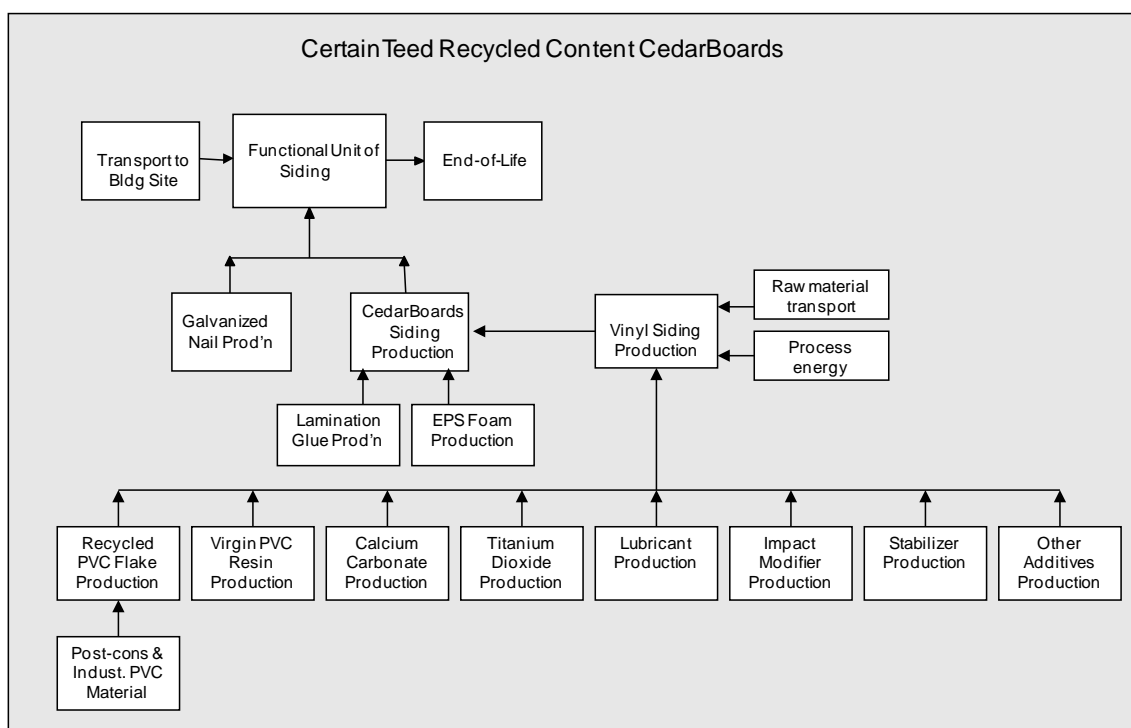 CertainTeed Recycled Content CedarBoards
Transport to
Bldg Site
Functional Unit of
Siding
End-of-Life
Galvanized
Nail Prod'n
CedarBoards
Siding
Production
Vinyl Siding
Production
Raw material
transport
Process
energy
Lamination
Glue Prod'n
EPS Foam
Production
Recycled
PVC Flake
Production
Virgin PVC
Resin
Production
Calcium
Carbonate
Production
Titanium
Dioxide
Production
Lubricant
Production
Impact
Modifier
Production
Stabilizer
Production
Other
Additives
Production
Post-cons &
Indust. PVC
Material